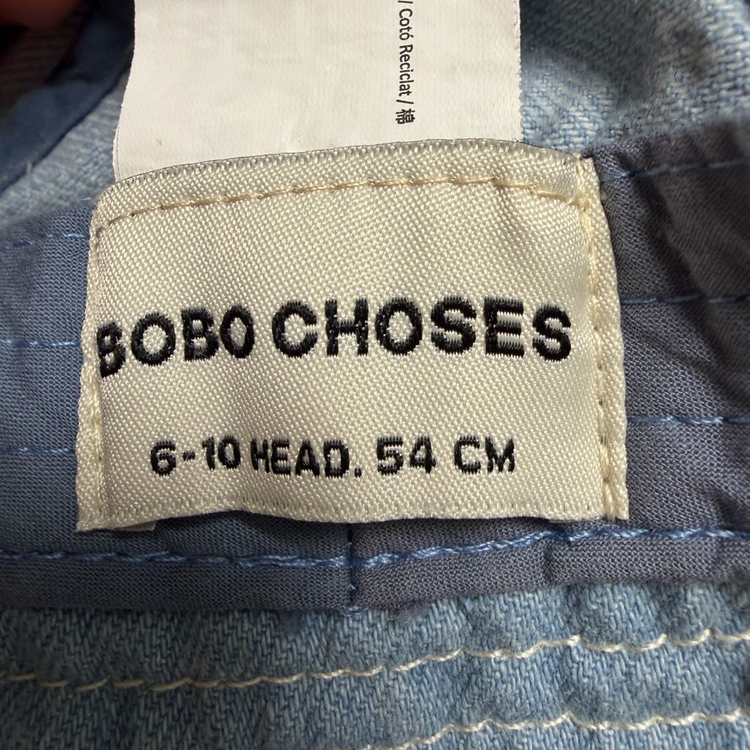 / Cotó Reciclat / 棉
BOBO CHOSES
6-10 HEAD. 54 CM